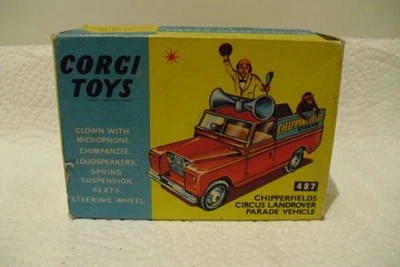 CORGI
TOYS
CLOWN WITH
MICROPHONE,
CHIMPANZEE,
LOUDSPEAKERS,
SPRING
SUSPENSION
SEATS,
STEERING WHEEL.
CHIPPERFIELDS
487
CHIPPERFIELDS
CIRCUS LANDROVER
PARADE VEHICLE